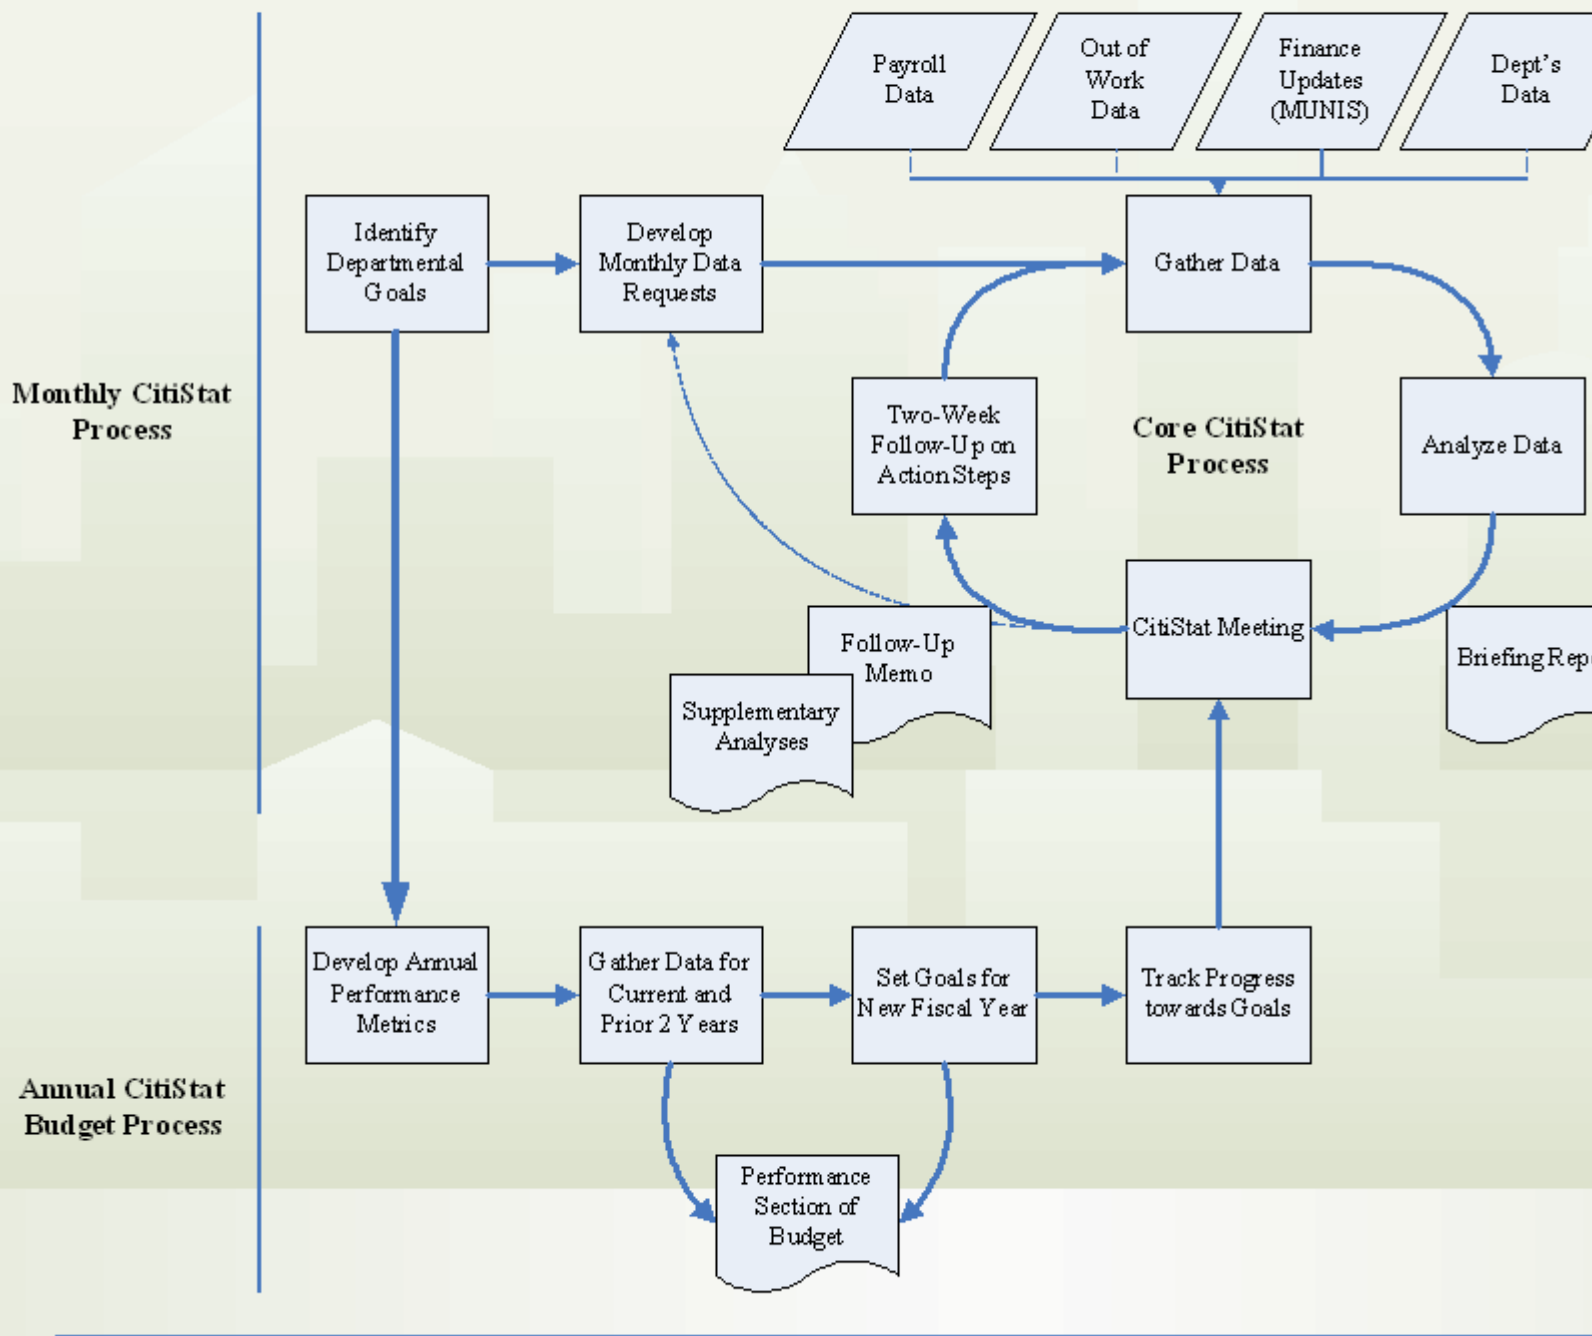 Payroll
Data
Out of
Work
Data
Finance
Updates
(MUNIS)
Dept's
Data
Identify
Departmental
Goals
Develop
Monthly Data
Requests
Gather Data
Monthly CitiStat
Process
Two-Week
Follow-Up on
Action Steps
Core CitiStat
Process
Analyze Data
Follow-Up
Memo
CitiStat Meeting
Briefing Repo
Supplementary
Analyses
Develop Annual
Performance
Metrics
Gather Data for
Current and
Prior 2 Years
Set Goals for
New Fiscal Year
Track Progress
towards Goals
Annual CitiStat
Budget Process
Performance
Section of
Budget